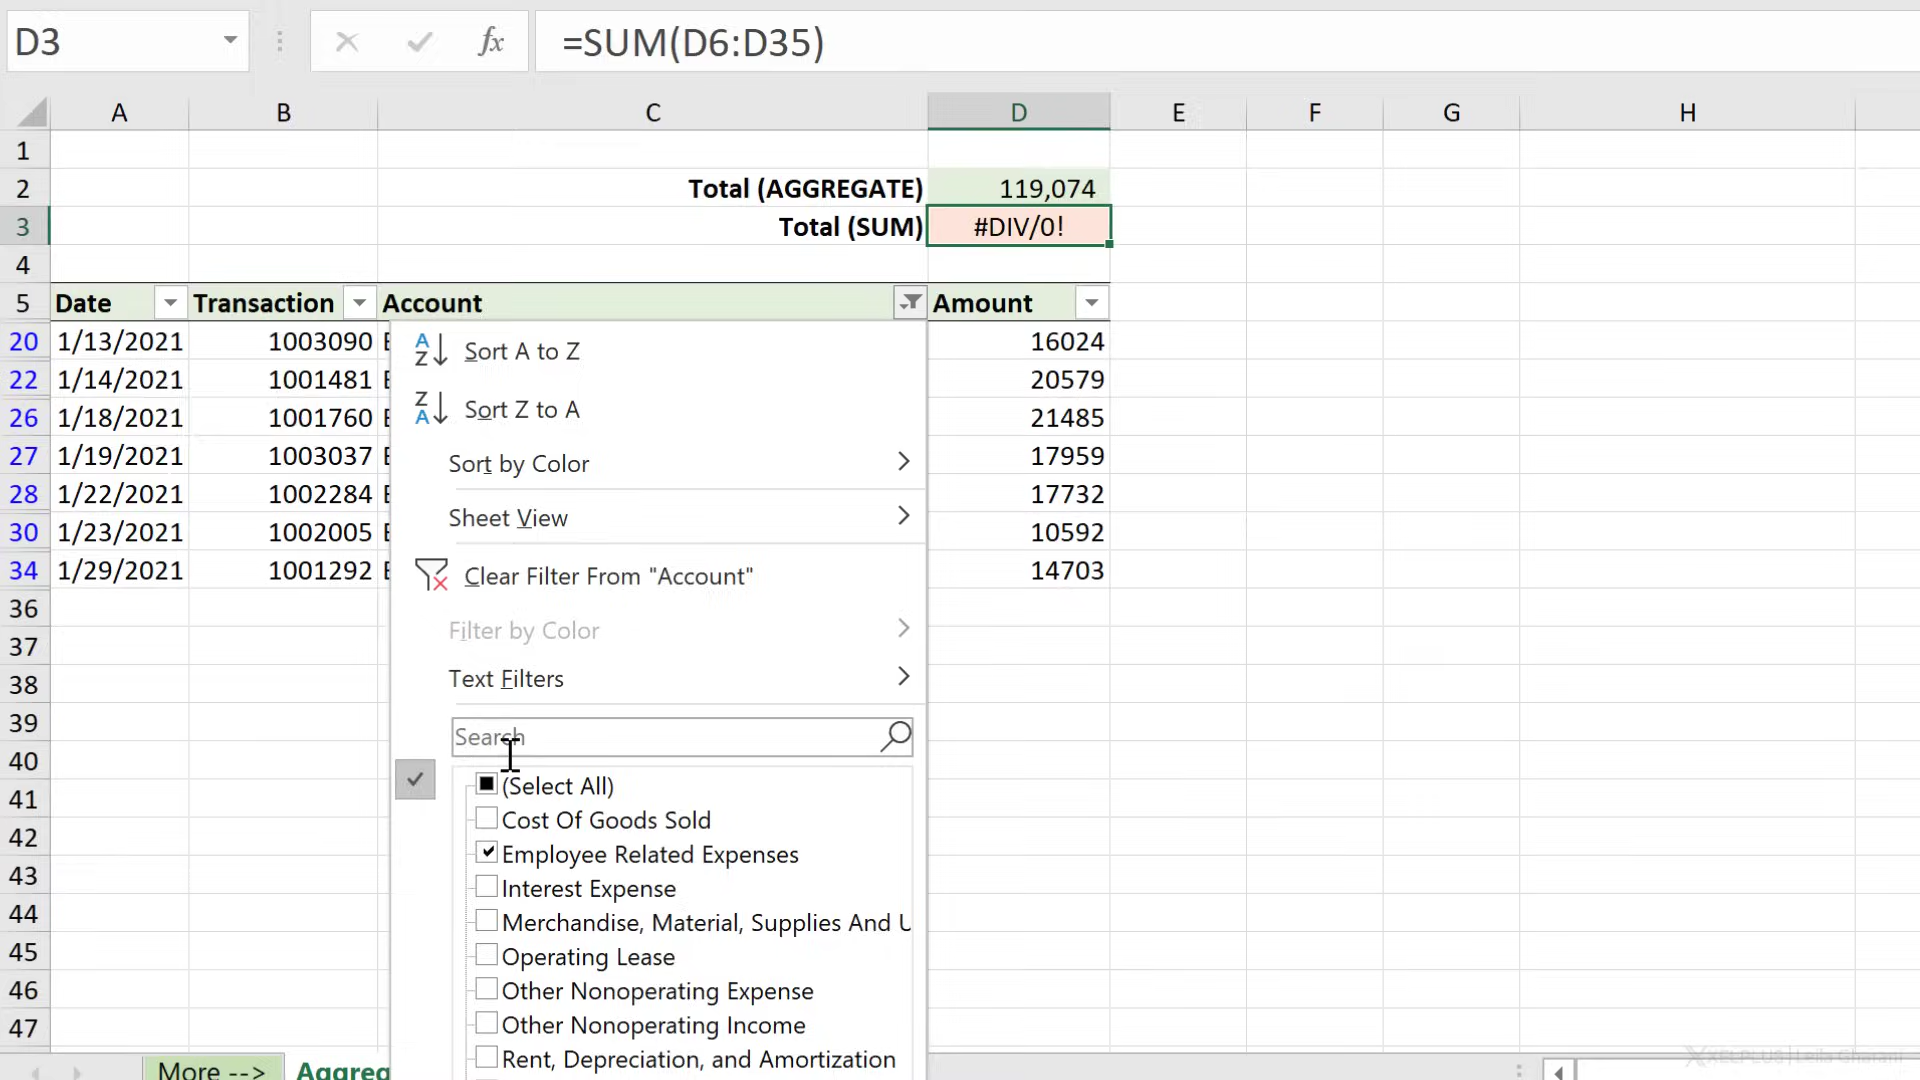 D3 fx =SUM(D6:D35)
A B C D E F G H
1
2 Total (AGGREGATE) 119,074
3 Total (SUM) #DIV/0!
4
5 Date Transaction Account Amount
20 1/13/2021 1003090 E 16024
22 1/14/2021 1001481 E 20579
26 1/18/2021 1001760 E 21485
27 1/19/2021 1003037 E 17959
28 1/22/2021 1002284 E 17732
30 1/23/2021 1002005 E 10592
34 1/29/2021 1001292 E 14703
36
37
38
39
40
41
42
43
44
45
46
47
Sort A to Z
Sort Z to A
Sort by Color
Sheet View
Clear Filter From "Account"
Filter by Color
Text Filters
Search
(Select All)
Cost Of Goods Sold
Employee Related Expenses
Interest Expense
Merchandise, Material, Supplies And U
Operating Lease
Other Nonoperating Expense
Other Nonoperating Income
Rent, Depreciation, and Amortization
More --> Aggreg
XELPLUS | Leila Gharani